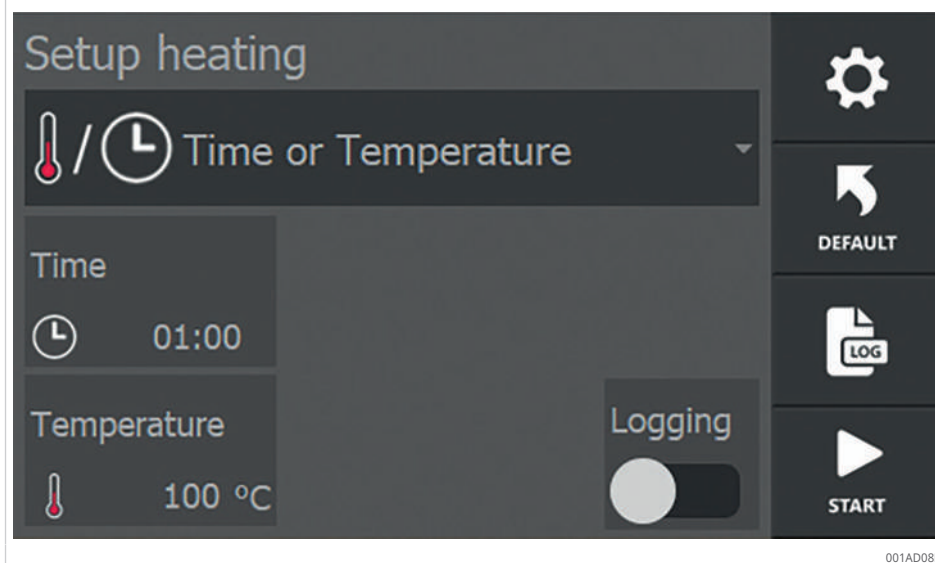 Setup heating
/ Time or Temperature
Time
01:00
Temperature
100 °C
Logging
DEFAULT
LOG
START
001AD08